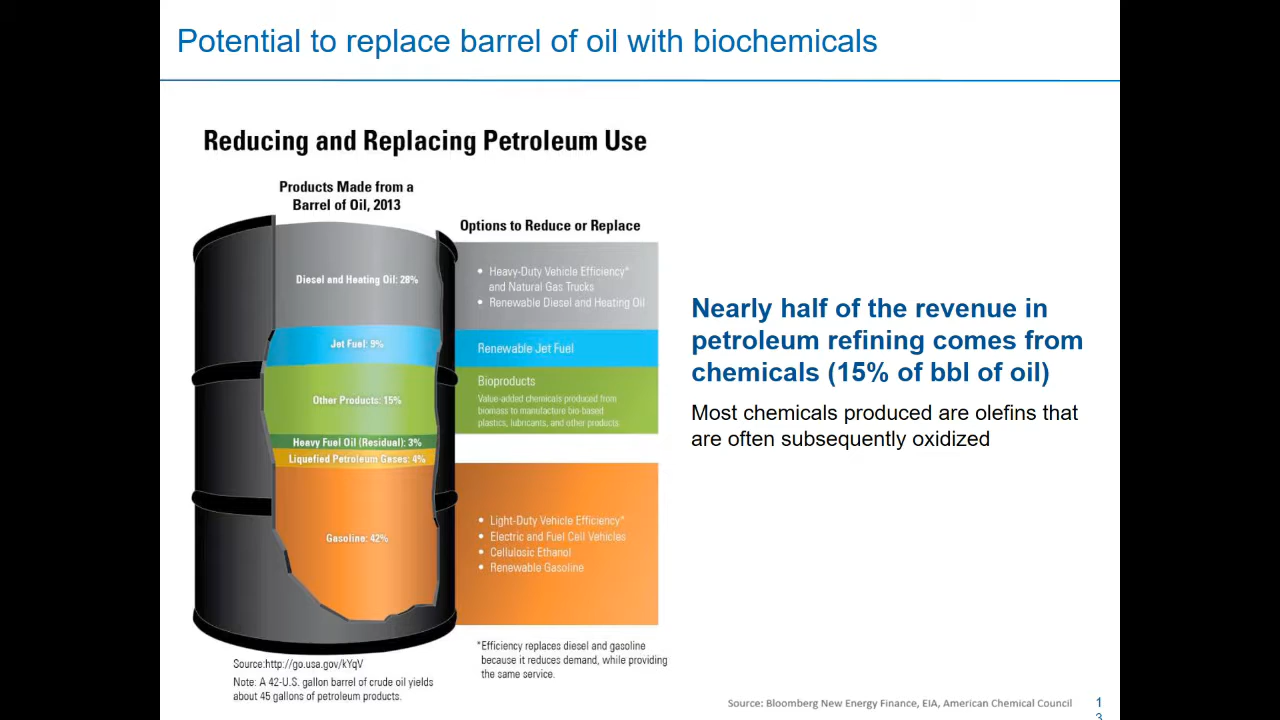 Potential to replace barrel of oil with biochemicals
Reducing and Replacing Petroleum Use
Products Made from a
Barrel of Oil, 2013
Options to Reduce or Replace
Diesel and Heating Oil: 28%
• Heavy-Duty Vehicle Efficiency*
and Natural Gas Trucks
• Renewable Diesel and Heating Oil
Jet Fuel: 9%
Renewable Jet Fuel
Other Products: 15%
Bioproducts
Value-added chemicals produced from
biomass to manufacture bio-based
plastics, lubricants, and other products
Heavy Fuel Oil (Residual): 3%
Liquefied Petroleum Gases: 4%
Gasoline: 42%
• Light-Duty Vehicle Efficiency*
• Electric and Fuel Cell Vehicles
• Cellulosic Ethanol
• Renewable Gasoline
*Efficiency replaces diesel and gasoline
because it reduces demand, while providing
the same service.
Source:http://go.usa.gov/kYqV
Note: A 42-U.S. gallon barrel of crude oil yields
about 45 gallons of petroleum products.
Nearly half of the revenue in
petroleum refining comes from
chemicals (15% of bbl of oil)
Most chemicals produced are olefins that
are often subsequently oxidized
Source: Bloomberg New Energy Finance, EIA, American Chemical Council
1
3